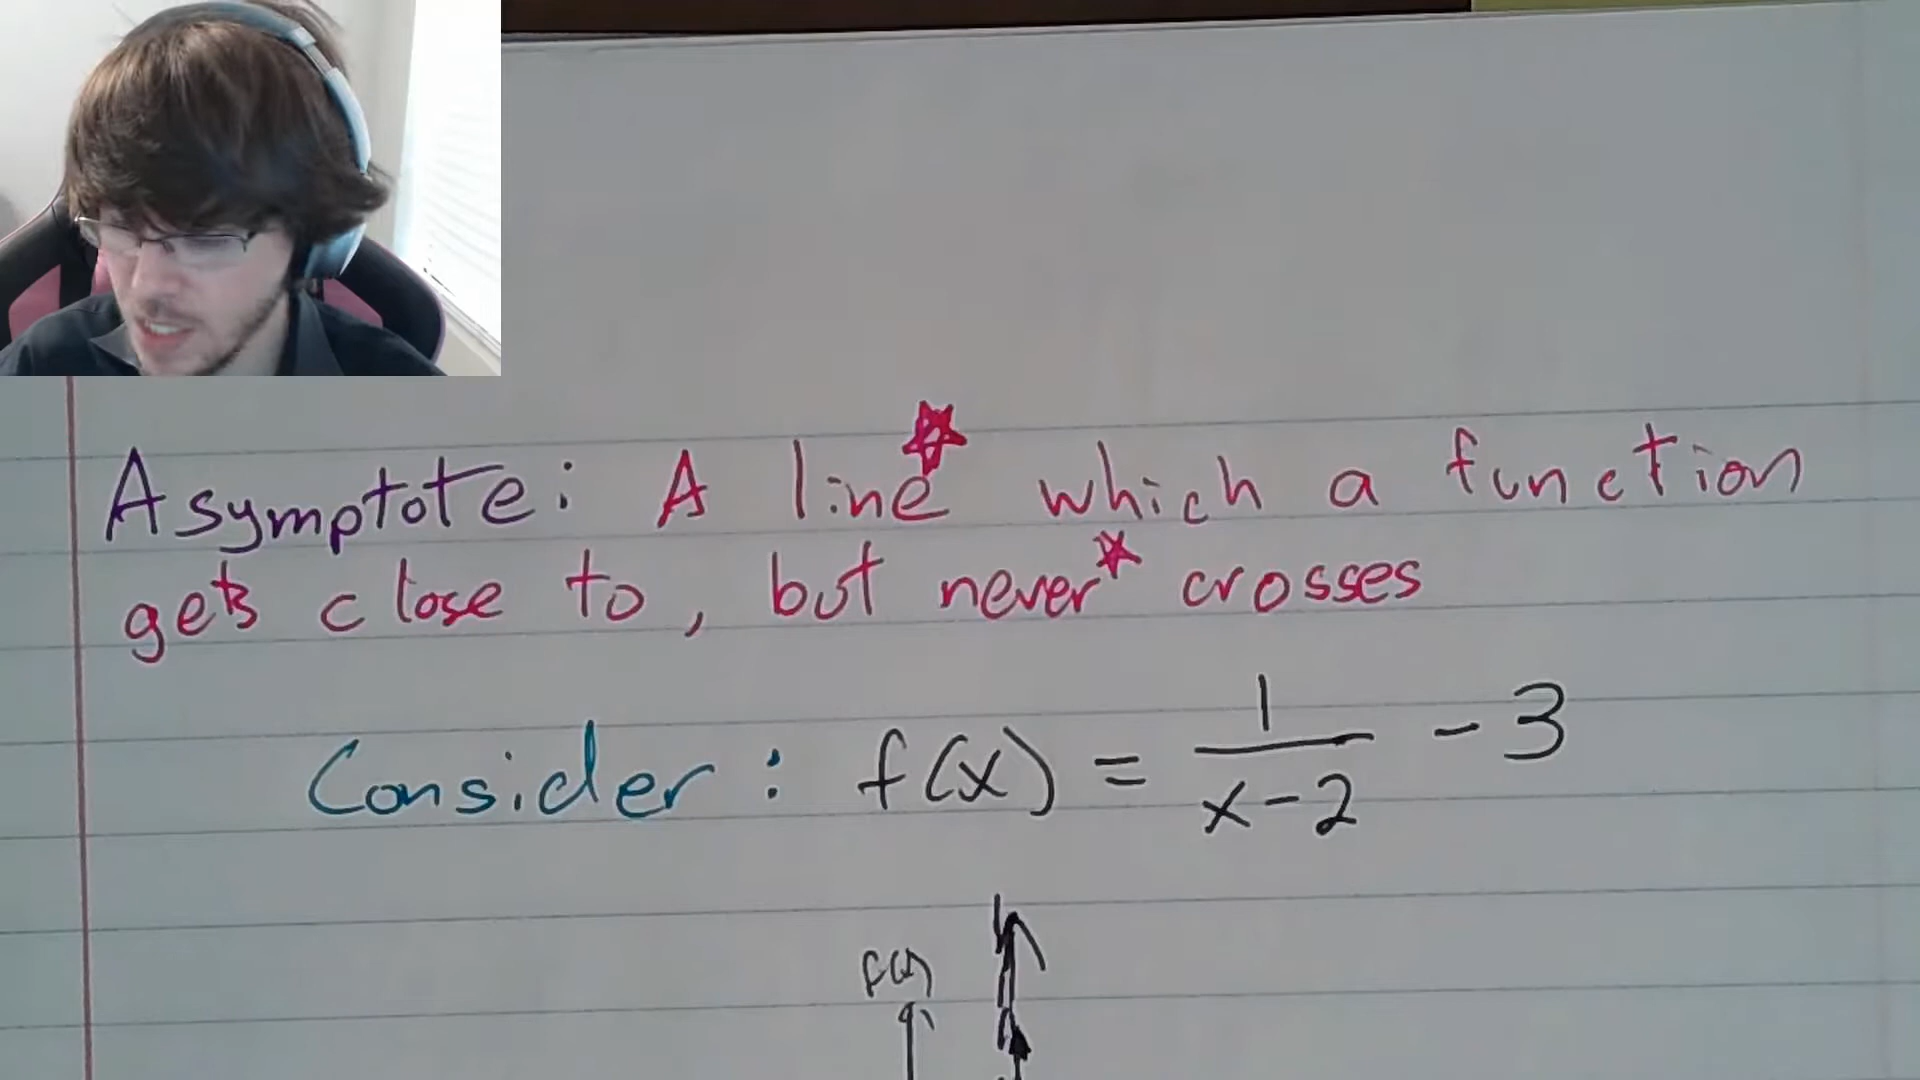 Asymptote: A line* which a function
gets close to, but never* crosses
Consider: f(x) = 1/(x-2) - 3
f(x)